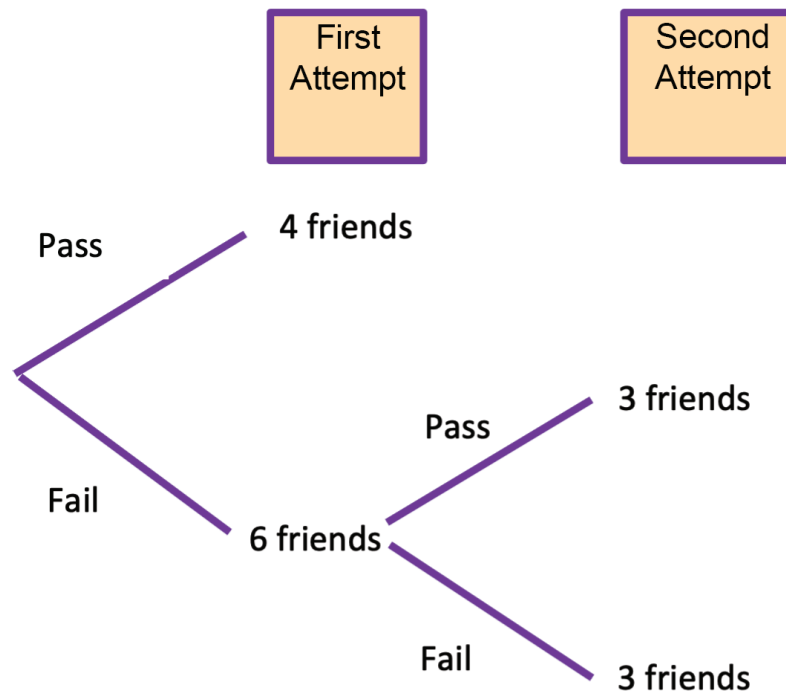 First
Attempt
Second
Attempt
Pass
4 friends
Pass
3 friends
Fail
6 friends
Fail
3 friends